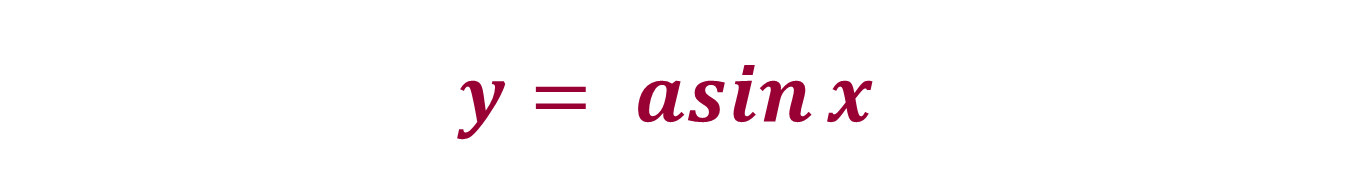 y = asin x